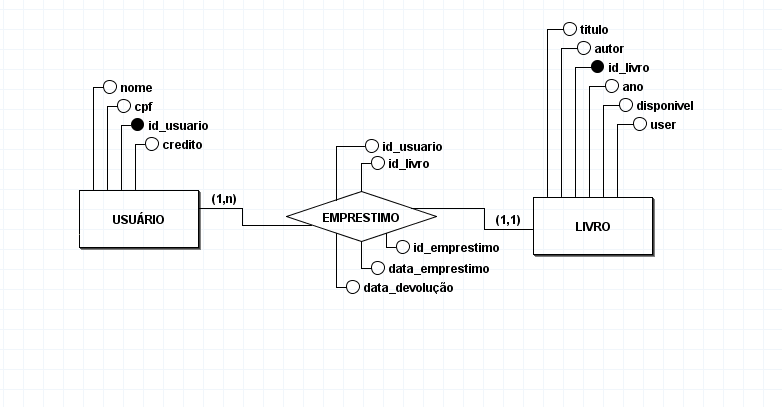 titulo
autor
id_livro
ano
disponivel
user
nome
cpf
id_usuario
credito
id_usuario
id_livro
(1,n)
USUÁRIO
EMPRESTIMO
(1,1)
LIVRO
id_emprestimo
data_emprestimo
data_devolução